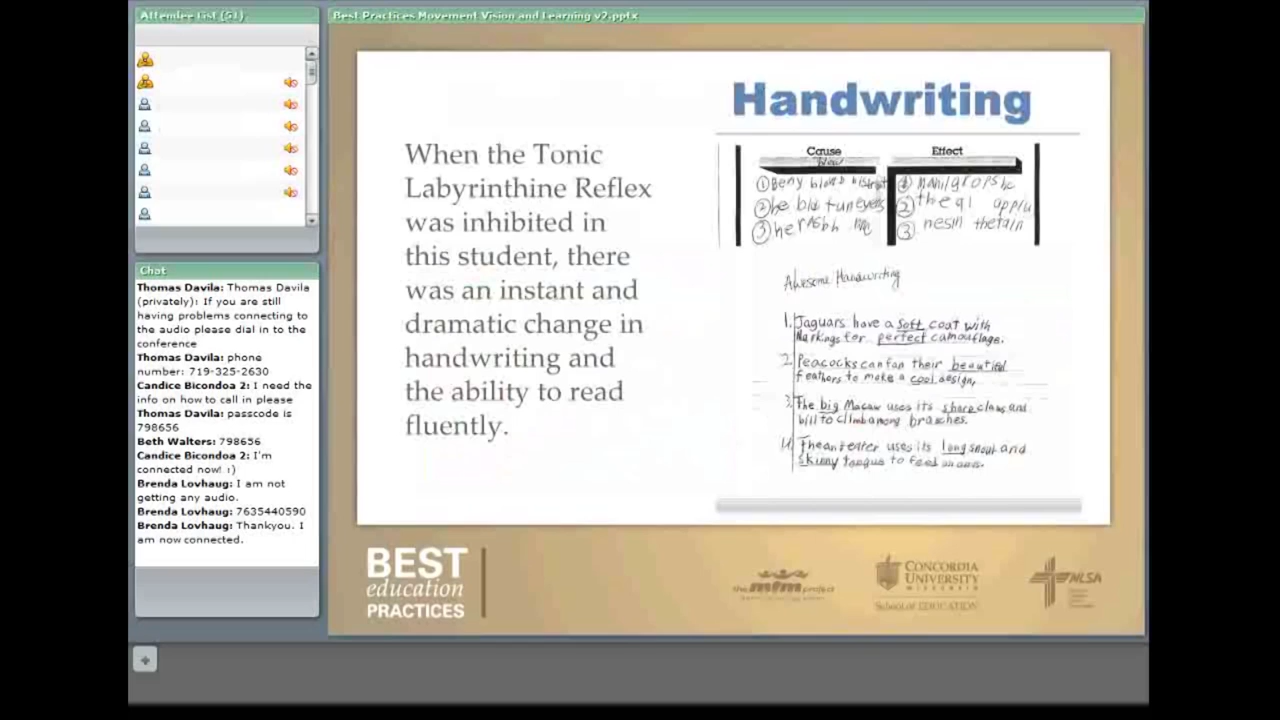 Attendee List (51)
Best Practices Movement Vision and Learning v2.pptx
Chat
Thomas Davila: Thomas Davila
(privately): If you are still
having problems connecting to
the audio please dial in to the
conference
Thomas Davila: phone
number: 719-325-2630
Candice Bicondoa 2: I need the
info on how to call in please
Thomas Davila: passcode is
798656
Beth Walters: 798656
Candice Bicondoa 2: I'm
connected now! :)
Brenda Lovhaug: I am not
getting any audio.
Brenda Lovhaug: 7635440590
Brenda Lovhaug: Thankyou. I
am now connected.
When the Tonic
Labyrinthine Reflex
was inhibited in
this student, there
was an instant and
dramatic change in
handwriting and
the ability to read
fluently.
Handwriting
Cause
Effect
Awesome Handwriting
1. Jaguars have a soft coat with
Markings for perfect camouflage.
2. Peacocks can fan their beautiful
feathers to make a cool design,
3. The big Macaw uses its sharp claws and
bill to climb among braches.
4. The anteater uses its long snout and
skinny tongue to feed on ants.
BEST
education
PRACTICES
the mfm project
CONCORDIA
UNIVERSITY
WISCONSIN
School of EDUCATION
MLSA